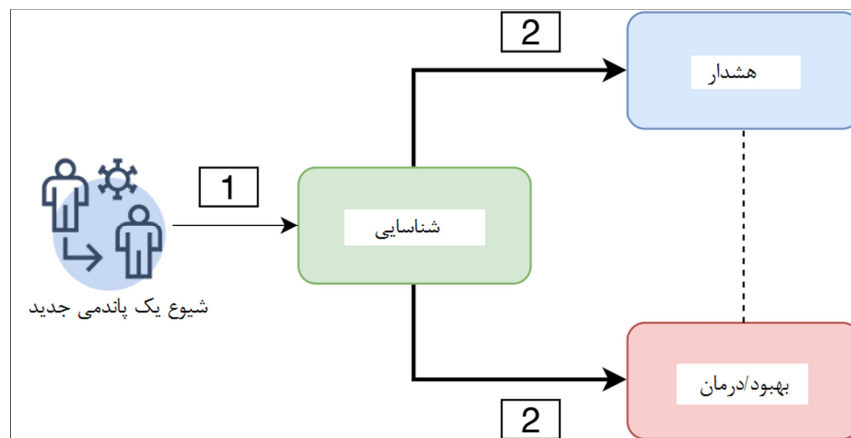 2
هشدار
1
شناسایی
شیوع یک پاندمی جدید
بهبود/درمان
2